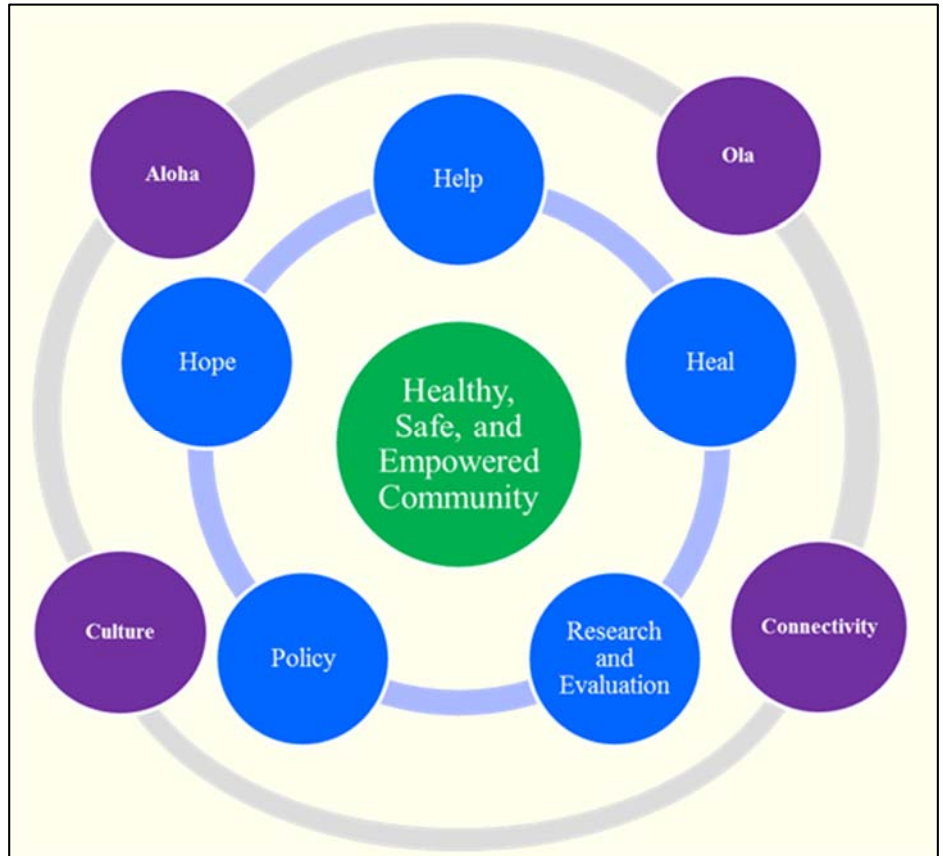 Aloha
Ola
Help
Hope
Heal
Healthy,
Safe, and
Empowered
Community
Culture
Policy
Research
and
Evaluation
Connectivity